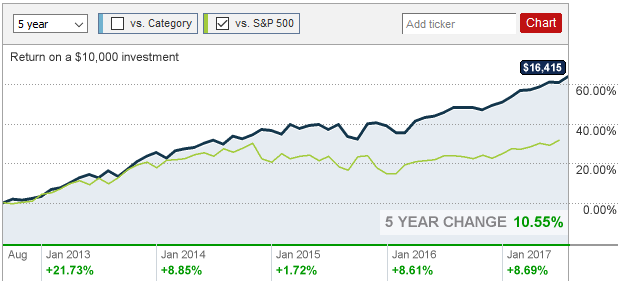 5 year vs. Category vs. S&P 500 Add ticker Chart
Return on a $10,000 investment
$16,415
60.00%
40.00%
20.00%
0.00%
5 YEAR CHANGE 10.55%
Aug Jan 2013 Jan 2014 Jan 2015 Jan 2016 Jan 2017
+21.73% +8.85% +1.72% +8.61% +8.69%